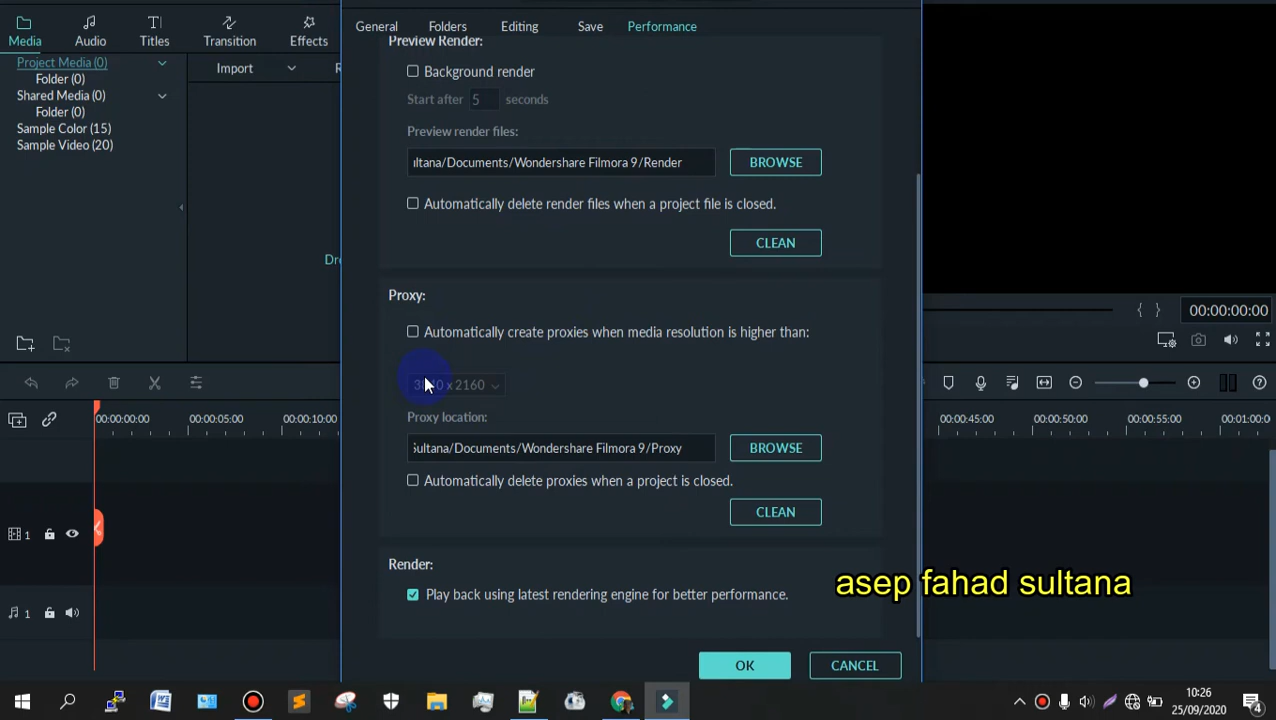 General Folders Editing Save Performance
Media Audio Titles Transition Effects
Project Media (0)
Folder (0)
Shared Media (0)
Folder (0)
Sample Color (15)
Sample Video (20)
Import
Preview Render:
Background render
Start after 5 seconds
Preview render files:
ltana/Documents/Wondershare Filmora 9/Render BROWSE
Automatically delete render files when a project file is closed.
CLEAN
Proxy:
Automatically create proxies when media resolution is higher than:
x 2160
Proxy location:
Sultana/Documents/Wondershare Filmora 9/Proxy BROWSE
Automatically delete proxies when a project is closed.
CLEAN
Render:
Play back using latest rendering engine for better performance.
OK CANCEL
{ } 00:00:00:00
00:00:00:00 00:00:05:00 00:00:10:00
00:00:45:00 00:00:50:00 00:00:55:00 00:01:00:0
1
1
asep fahad sultana
10:26
25/09/2020
4